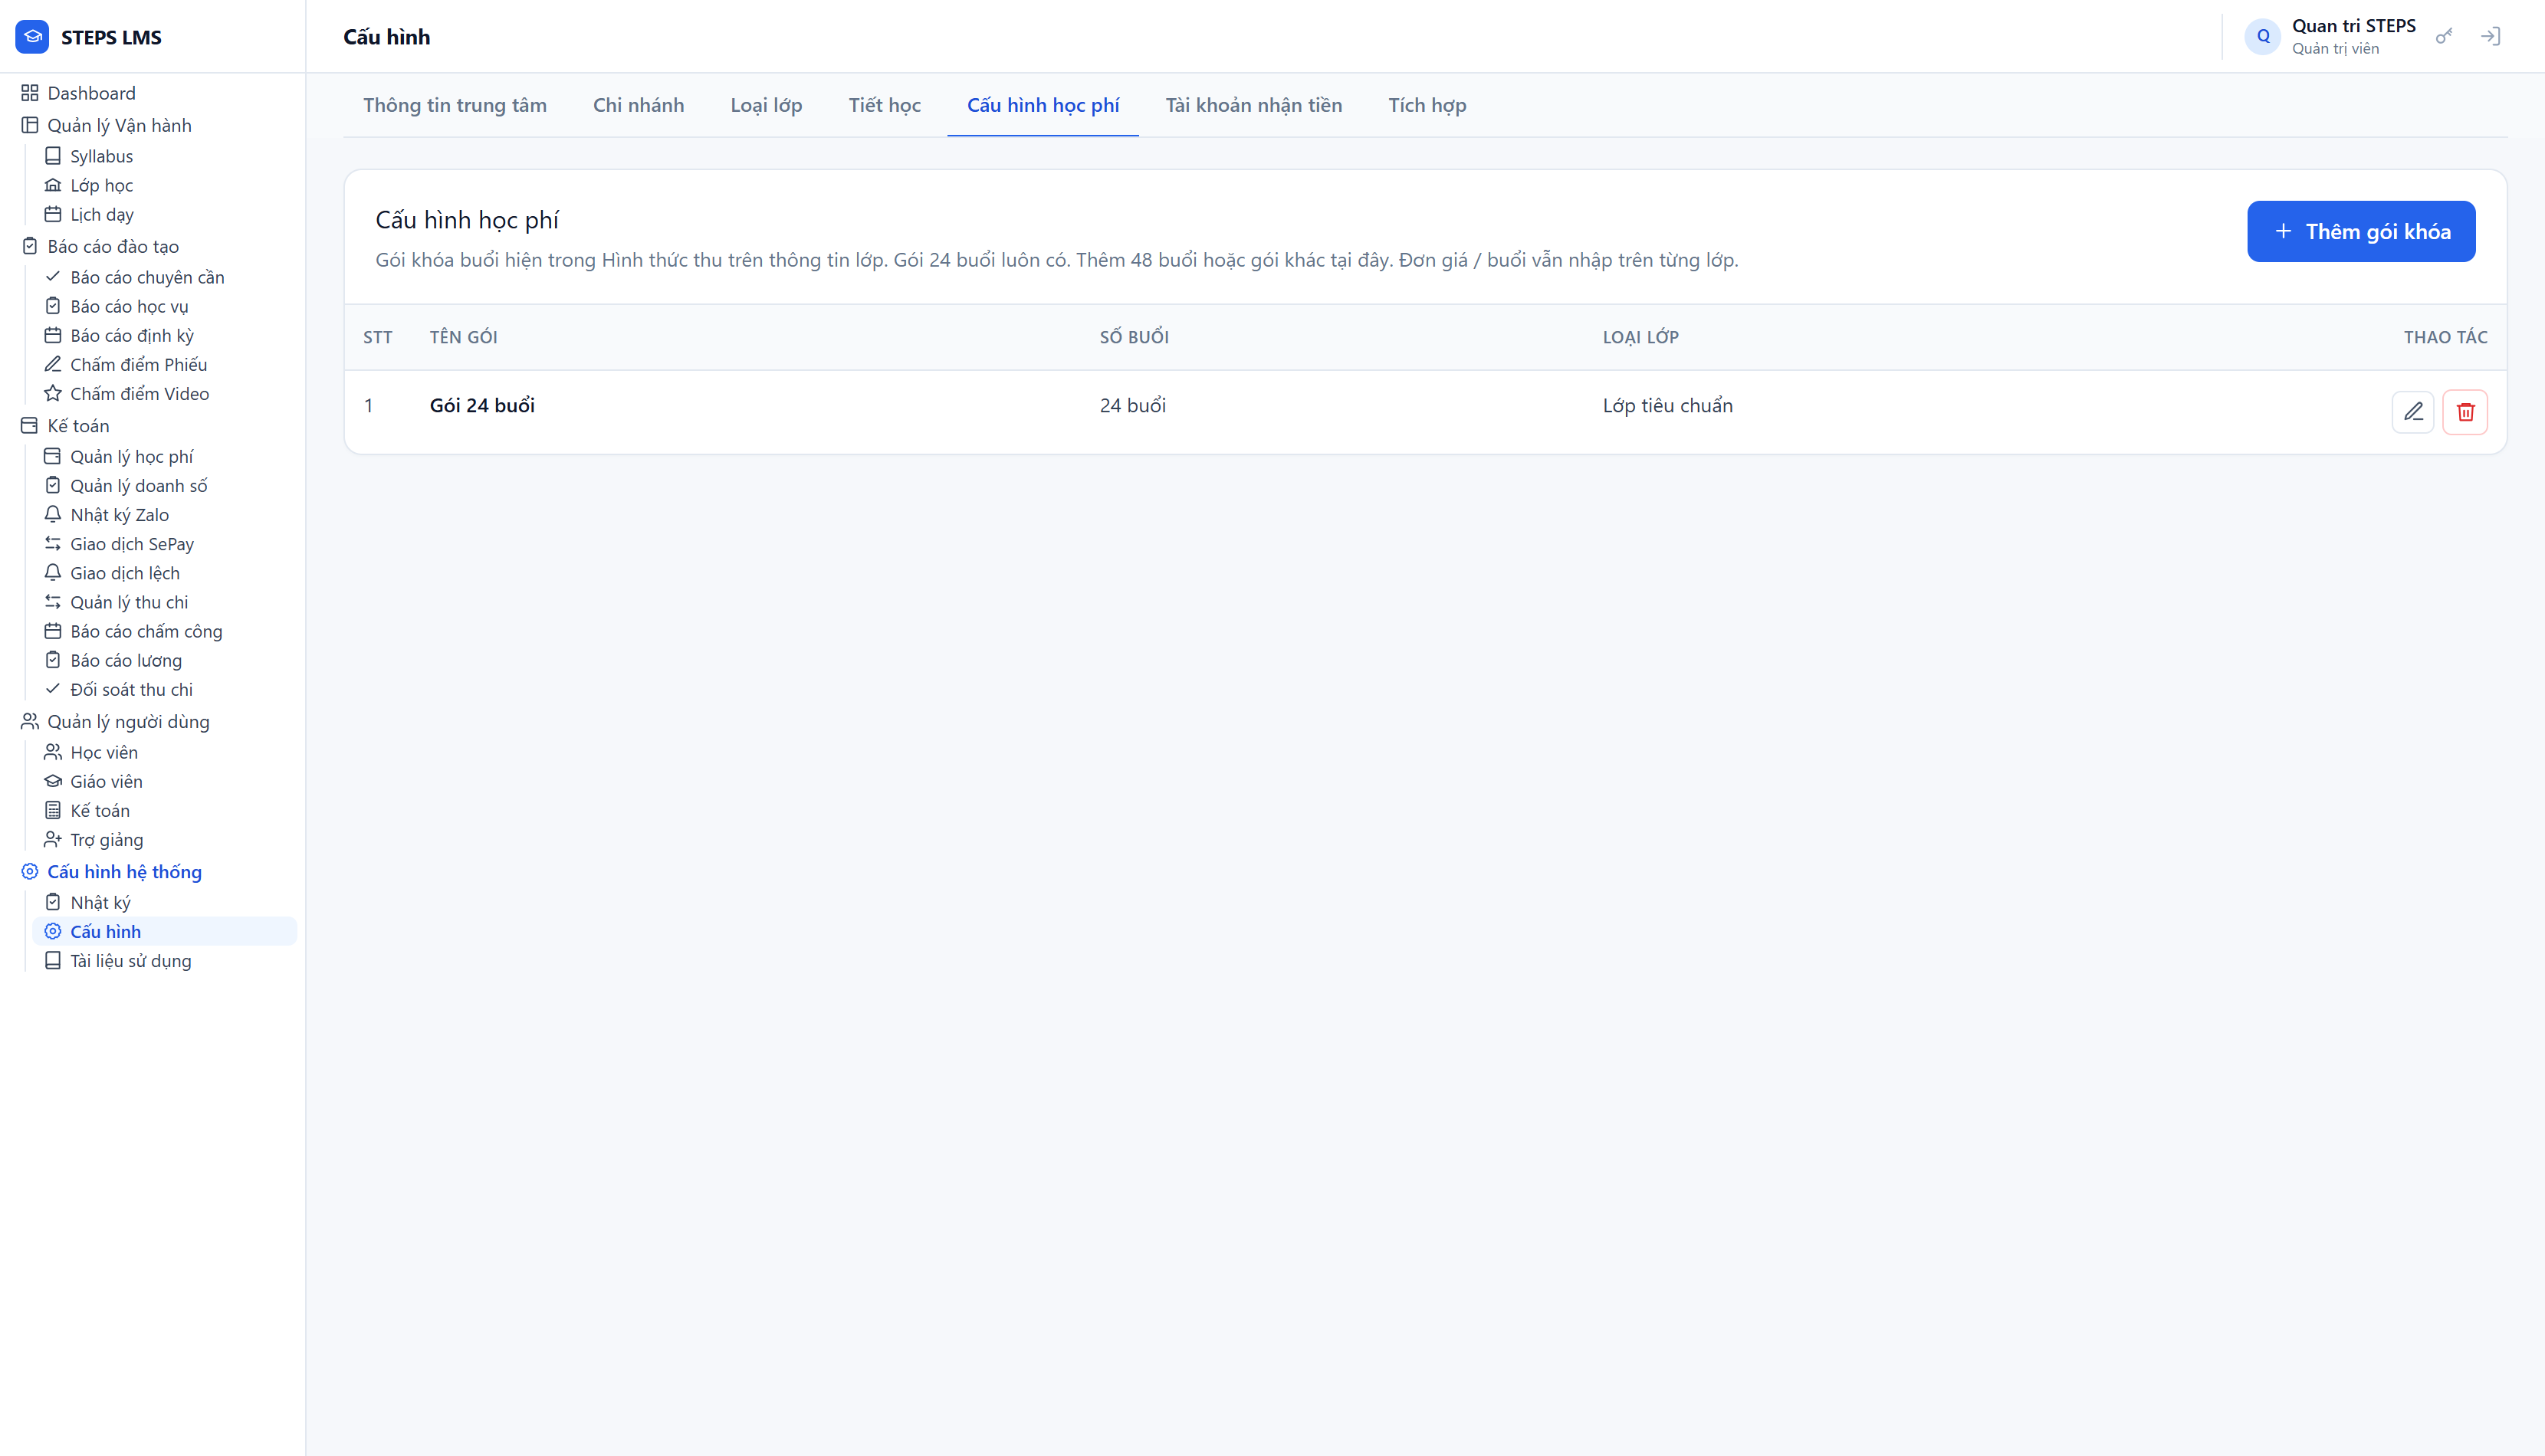 STEPS LMS
Cấu hình
Q
Quan tri STEPS
Quản trị viên
Dashboard
Quản lý Vận hành
Syllabus
Lớp học
Lịch dạy
Báo cáo đào tạo
Báo cáo chuyên cần
Báo cáo học vụ
Báo cáo định kỳ
Chấm điểm Phiếu
Chấm điểm Video
Kế toán
Quản lý học phí
Quản lý doanh số
Nhật ký Zalo
Giao dịch SePay
Giao dịch lệch
Quản lý thu chi
Báo cáo chấm công
Báo cáo lương
Đối soát thu chi
Quản lý người dùng
Học viên
Giáo viên
Kế toán
Trợ giảng
Cấu hình hệ thống
Nhật ký
Cấu hình
Tài liệu sử dụng
Thông tin trung tâm Chi nhánh Loại lớp Tiết học Cấu hình học phí Tài khoản nhận tiền Tích hợp
Cấu hình học phí
Gói khóa buổi hiện trong Hình thức thu trên thông tin lớp. Gói 24 buổi luôn có. Thêm 48 buổi hoặc gói khác tại đây. Đơn giá / buổi vẫn nhập trên từng lớp.
+ Thêm gói khóa
STT TÊN GÓI SỐ BUỔI LOẠI LỚP THAO TÁC
1 Gói 24 buổi 24 buổi Lớp tiêu chuẩn